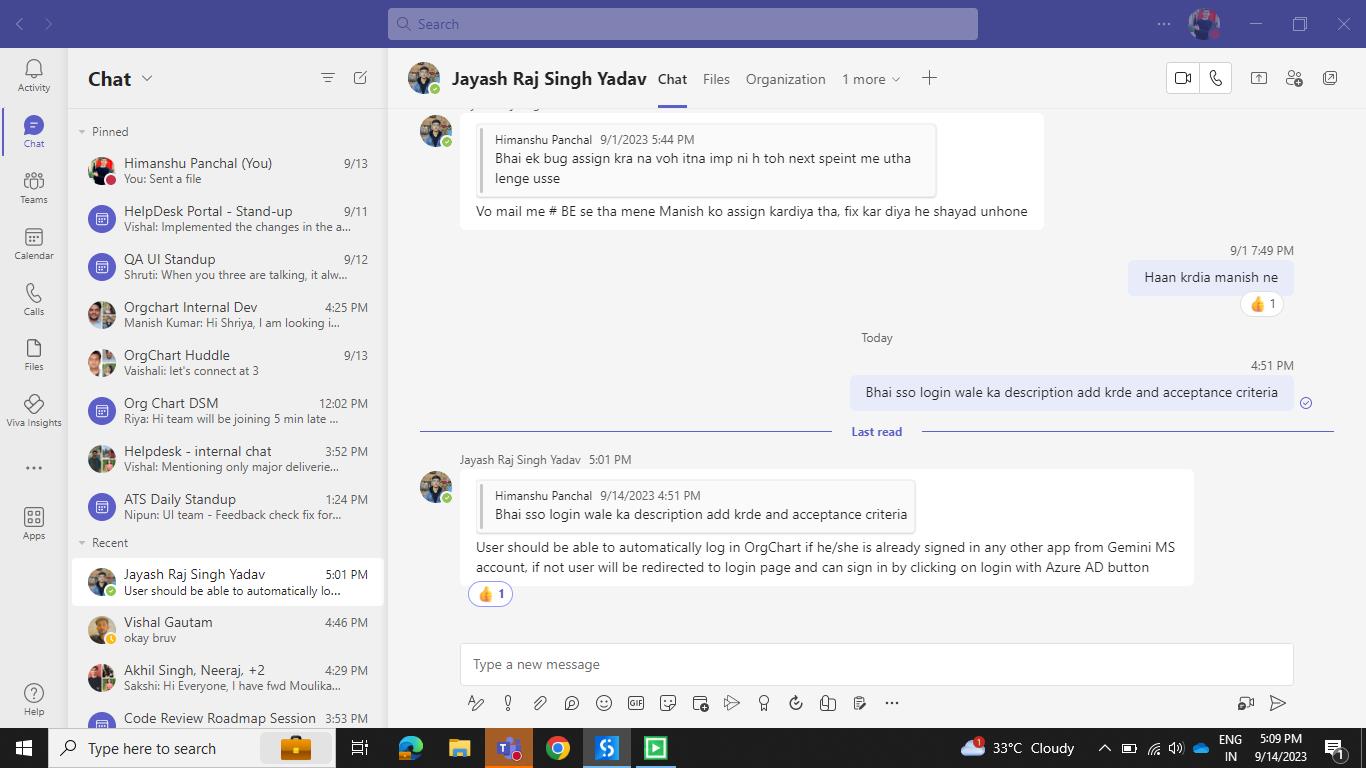 Search
Activity
Chat
Teams
Calendar
Calls
Files
Viva Insights
Apps
Help
Chat
Pinned
Himanshu Panchal (You) 9/13
You: Sent a file
HelpDesk Portal - Stand-up 9/11
Vishal: Implemented the changes in the a...
QA UI Standup 9/12
Shruti: When you three are talking, it alw...
Orgchart Internal Dev 4:25 PM
Manish Kumar: Hi Shriya, I am looking i...
OrgChart Huddle 9/13
Vaishali: let's connect at 3
Org Chart DSM 12:02 PM
Riya: Hi team will be joining 5 min late ...
Helpdesk - internal chat 3:52 PM
Vishal: Mentioning only major deliverie...
ATS Daily Standup 1:24 PM
Nipun: UI team - Feedback check fix for...
Recent
Jayash Raj Singh Yadav 5:01 PM
User should be able to automatically lo...
Vishal Gautam 4:46 PM
okay bruv
Akhil Singh, Neeraj, +2 4:29 PM
Sakshi: Hi Everyone, I have fwd Moulika...
Code Review Roadmap Session 3:53 PM
Jayash Raj Singh Yadav Chat Files Organization 1 more
Himanshu Panchal 9/1/2023 5:44 PM
Bhai ek bug assign kra na voh itna imp ni h toh next speint me utha
lenge usse
Vo mail me # BE se tha mene Manish ko assign kardiya tha, fix kar diya he shayad unhone
9/1 7:49 PM
Haan krdia manish ne
1
Today
4:51 PM
Bhai sso login wale ka description add krde and acceptance criteria
Last read
Jayash Raj Singh Yadav 5:01 PM
Himanshu Panchal 9/14/2023 4:51 PM
Bhai sso login wale ka description add krde and acceptance criteria
User should be able to automatically log in OrgChart if he/she is already signed in any other app from Gemini MS
account, if not user will be redirected to login page and can sign in by clicking on login with Azure AD button
1
Type a new message
GIF
Type here to search
1
33°C Cloudy
ENG
IN
5:09 PM
9/14/2023
1